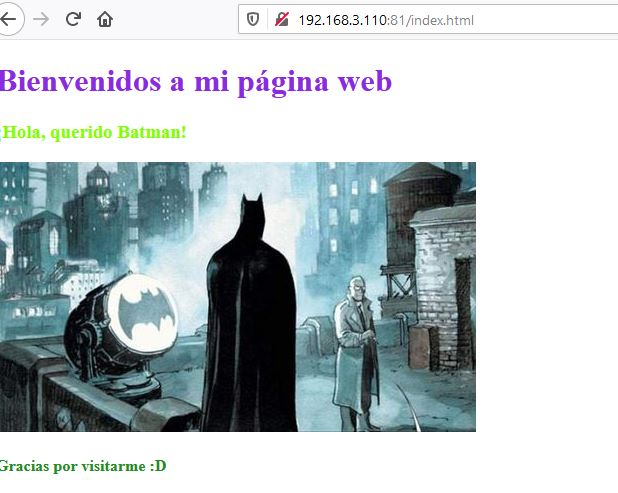 192.168.3.110:81/index.html
Bienvenidos a mi página web
¡Hola, querido Batman!
Gracias por visitarme :D